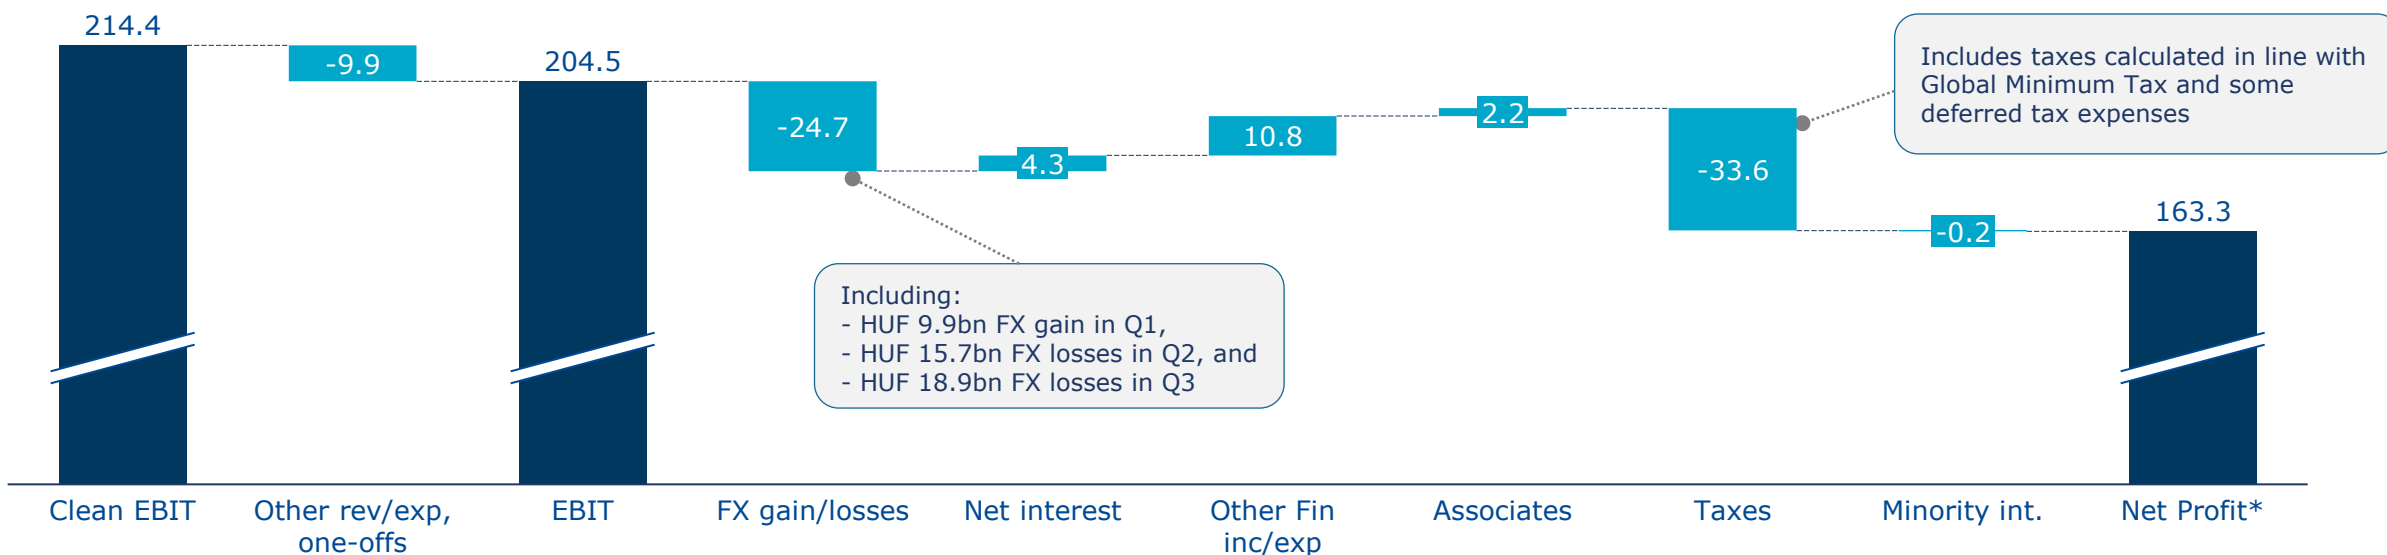 214.4
-9.9
204.5
-24.7
4.3
10.8
2.2
-33.6
-0.2
163.3
Includes taxes calculated in line with
Global Minimum Tax and some
deferred tax expenses
Including:
- HUF 9.9bn FX gain in Q1,
- HUF 15.7bn FX losses in Q2, and
- HUF 18.9bn FX losses in Q3
Clean EBIT
Other rev/exp,
one-offs
EBIT
FX gain/losses
Net interest
Other Fin
inc/exp
Associates
Taxes
Minority int.
Net Profit*